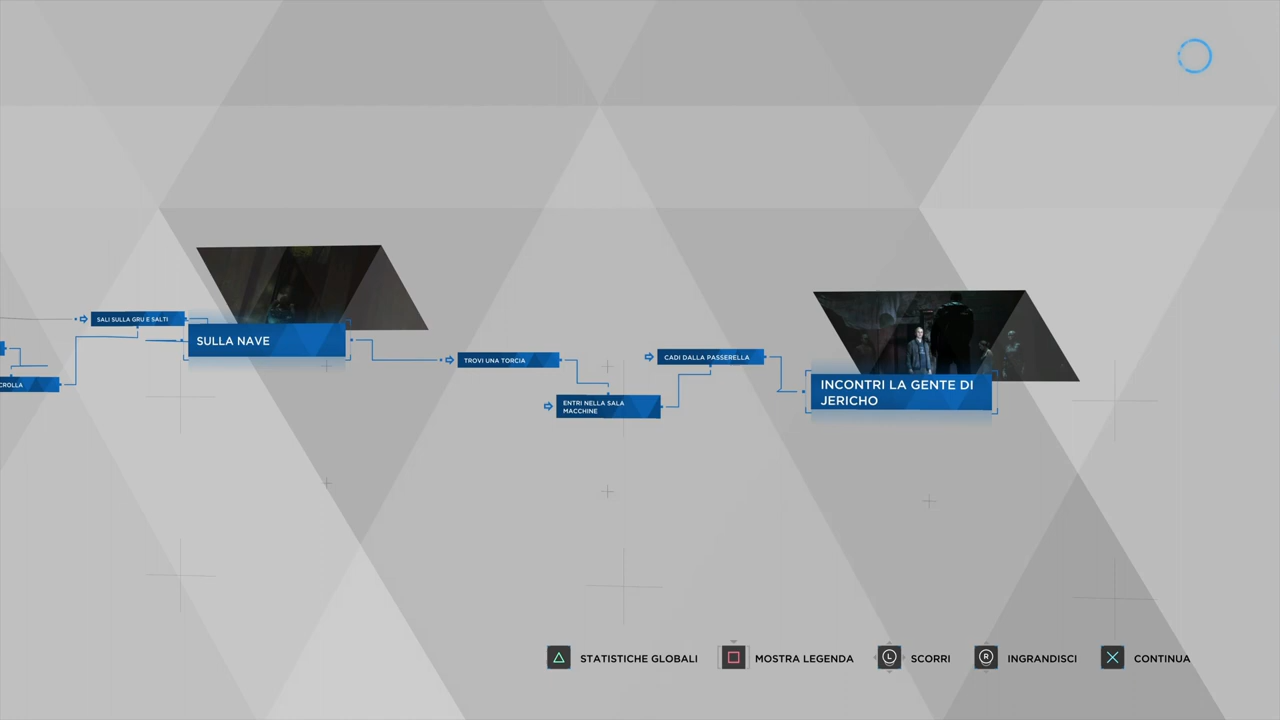 SALI SULLA GRU E SALTI
SULLA NAVE
CROLLA
TROVI UNA TORCIA
ENTRI NELLA SALA
MACCHINE
CADI DALLA PASSERELLA
INCONTRI LA GENTE DI
JERICHO
STATISTICHE GLOBALI
MOSTRA LEGENDA
L
SCORRI
R
INGRANDISCI
CONTINUA